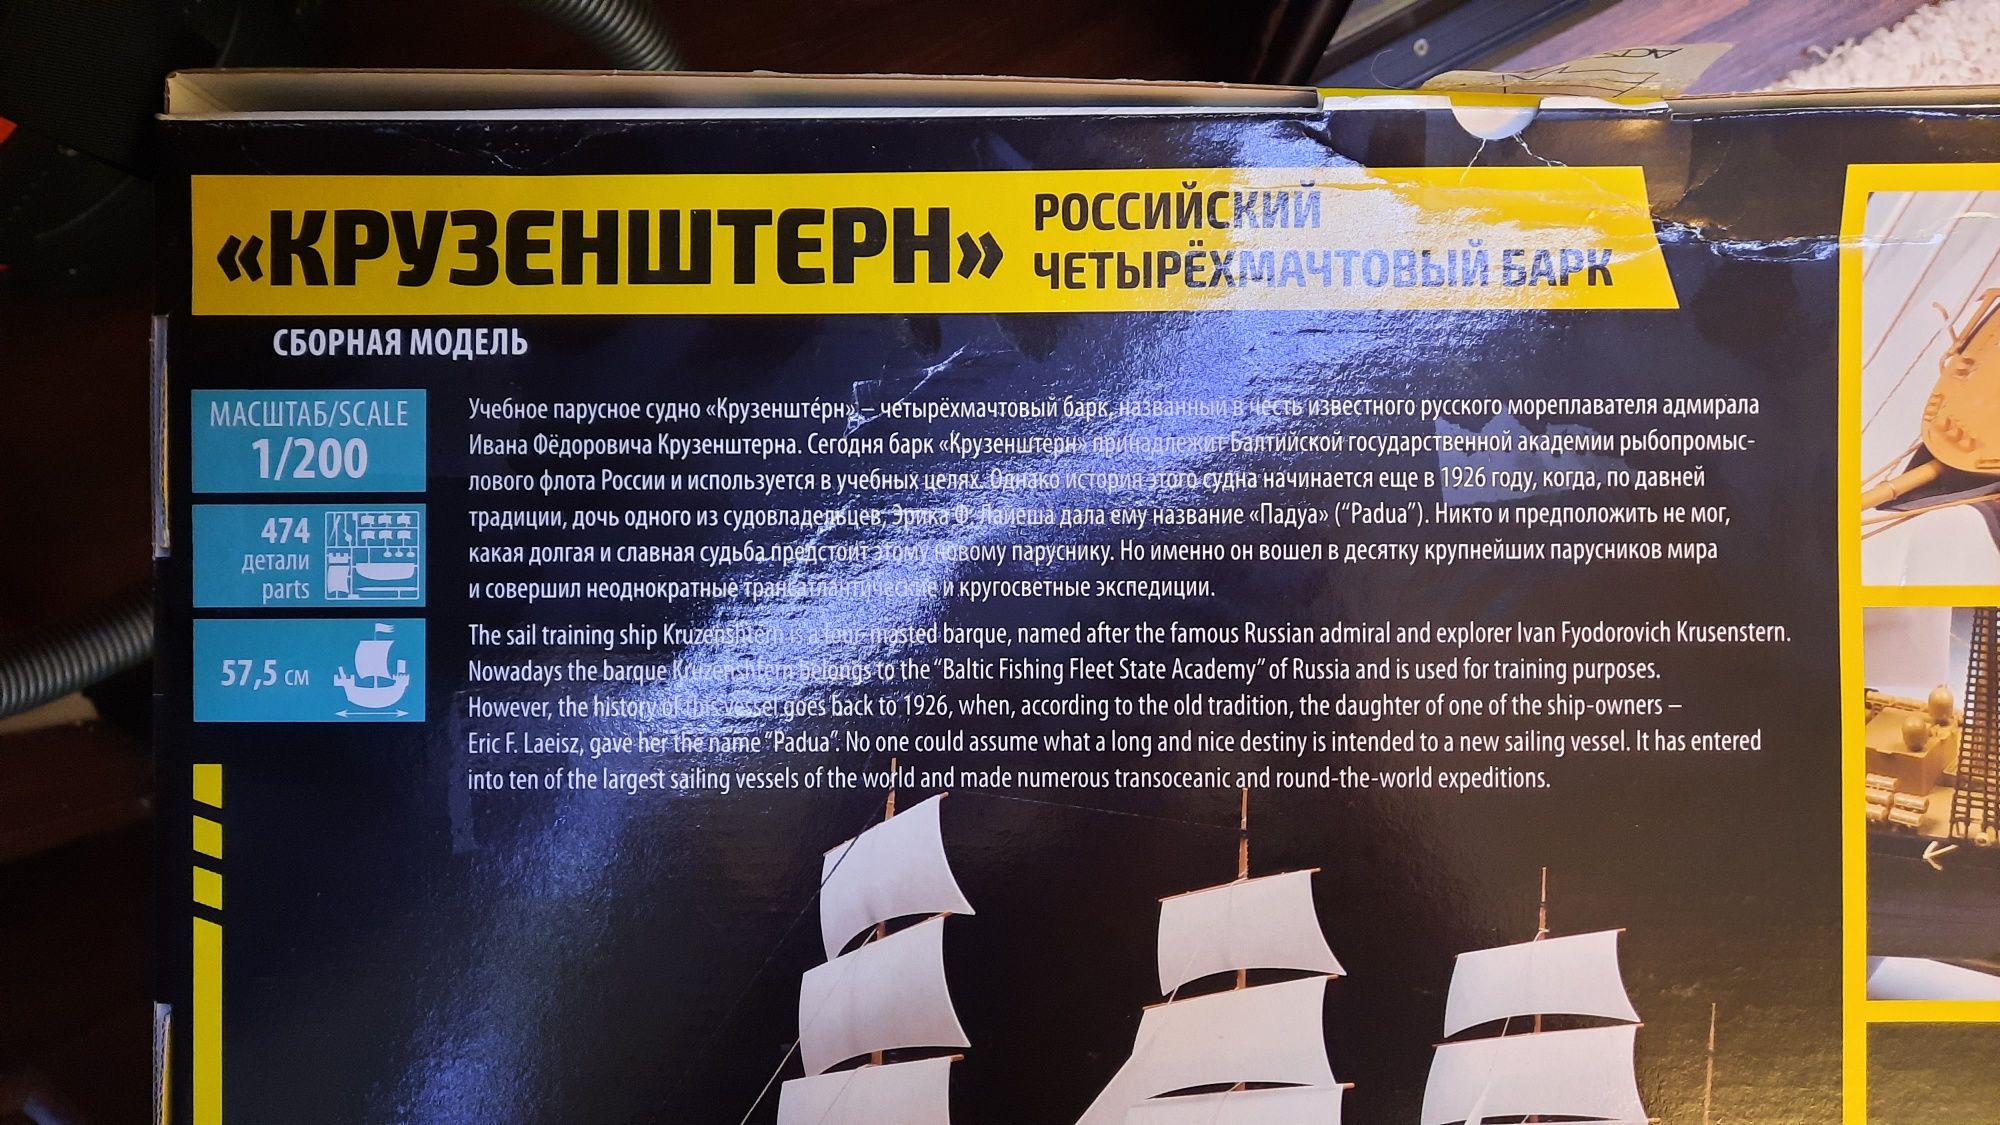 «КРУЗЕНШТЕРН»
РОССИЙСКИЙ
ЧЕТЫРЁХМАЧТОВЫЙ БАРК
СБОРНАЯ МОДЕЛЬ
МАСШТАБ/SCALE
1/200
474
детали
parts
57,5 см
Учебное парусное судно «Крузенште́рн» – четырёхмачтовый барк, названный в честь известного русского мореплавателя адмирала
Ивана Фёдоровича Крузенштерна. Сегодня барк «Крузенштерн» принадлежит Балтийской государственной академии рыбопромыс-
лового флота России и используется в учебных целях. Однако история этого судна начинается еще в 1926 году, когда, по давней
традиции, дочь одного из судовладельцев, Эрика Ф. Лайеша дала ему название «Падуа» (“Padua”). Никто и предположить не мог,
какая долгая и славная судьба предстоит этому новому паруснику. Но именно он вошел в десятку крупнейших парусников мира
и совершил неоднократные трансатлантические и кругосветные экспедиции.
The sail training ship Kruzenshtern is a four-masted barque, named after the famous Russian admiral and explorer Ivan Fyodorovich Krusenstern.
Nowadays the barque Kruzenshtern belongs to the “Baltic Fishing Fleet State Academy” of Russia and is used for training purposes.
However, the history of this vessel goes back to 1926, when, according to the old tradition, the daughter of one of the ship-owners –
Eric F. Laeisz, gave her the name “Padua”. No one could assume what a long and nice destiny is intended to a new sailing vessel. It has entered
into ten of the largest sailing vessels of the world and made numerous transoceanic and round-the-world expeditions.